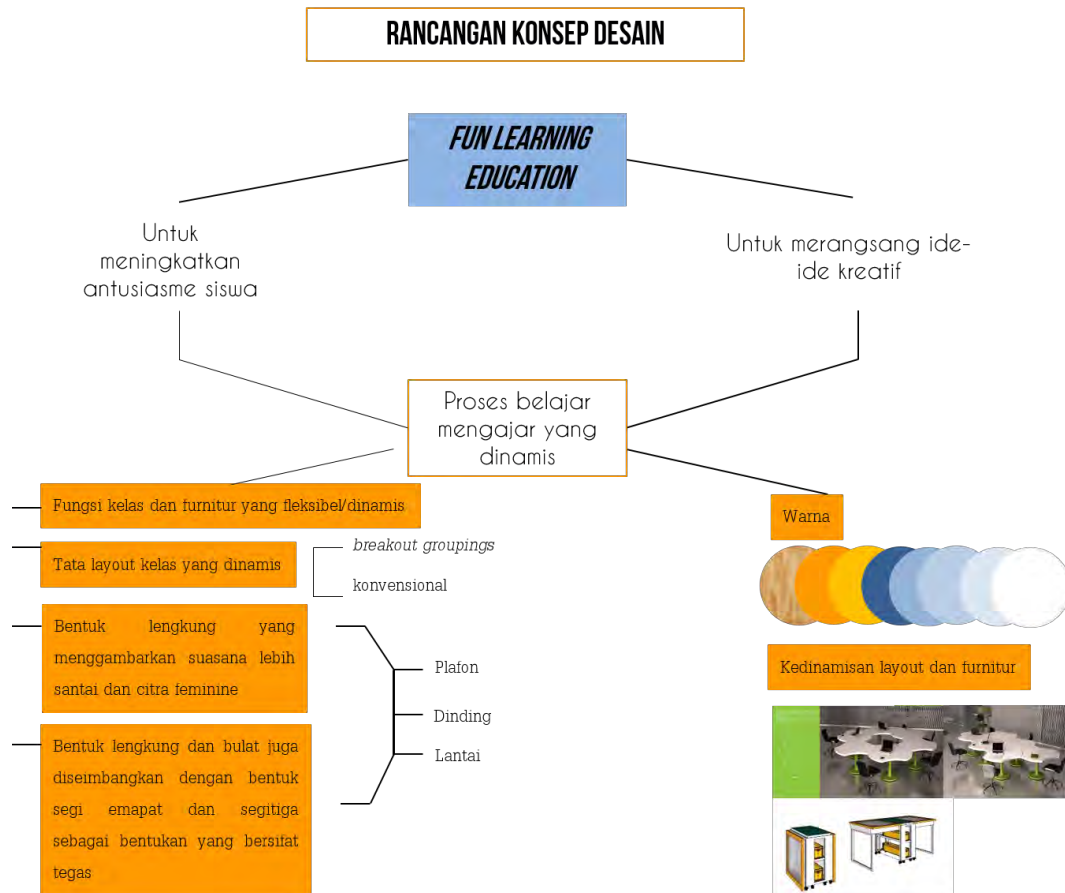 RANCANGAN KONSEP DESAIN
FUN LEARNING
EDUCATION
Untuk
meningkatkan
antusiasme siswa
Untuk merangsang ide-
ide kreatif
Proses belajar
mengajar yang
dinamis
Fungsi kelas dan furnitur yang fleksibel/dinamis
Tata layout kelas yang dinamis
breakout groupings
konvensional
Bentuk lengkung yang
menggambarkan suasana lebih
santai dan citra feminine
Bentuk lengkung dan bulat juga
diseimbangkan dengan bentuk
segi emapat dan segitiga
sebagai bentukan yang bersifat
tegas
Plafon
Dinding
Lantai
Warna
Kedinamisan layout dan furnitur